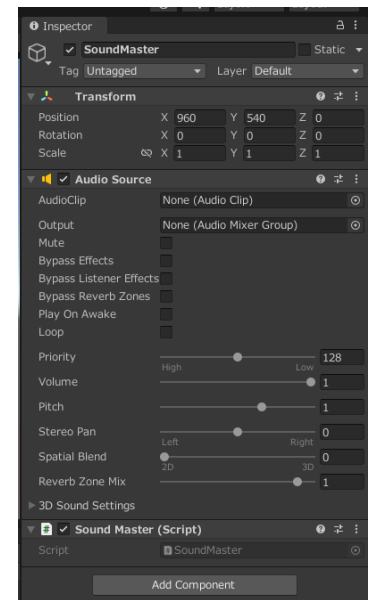 Inspector
SoundMaster Static
Tag Untagged Layer Default
Transform
Position X 960 Y 540 Z 0
Rotation X 0 Y 0 Z 0
Scale X 1 Y 1 Z 1
Audio Source
AudioClip None (Audio Clip)
Output None (Audio Mixer Group)
Mute
Bypass Effects
Bypass Listener Effects
Bypass Reverb Zones
Play On Awake
Loop
Priority 128
High Low
Volume 1
Pitch 1
Stereo Pan 0
Left Right
Spatial Blend 0
2D 3D
Reverb Zone Mix 1
3D Sound Settings
# Sound Master (Script)
Script SoundMaster
Add Component